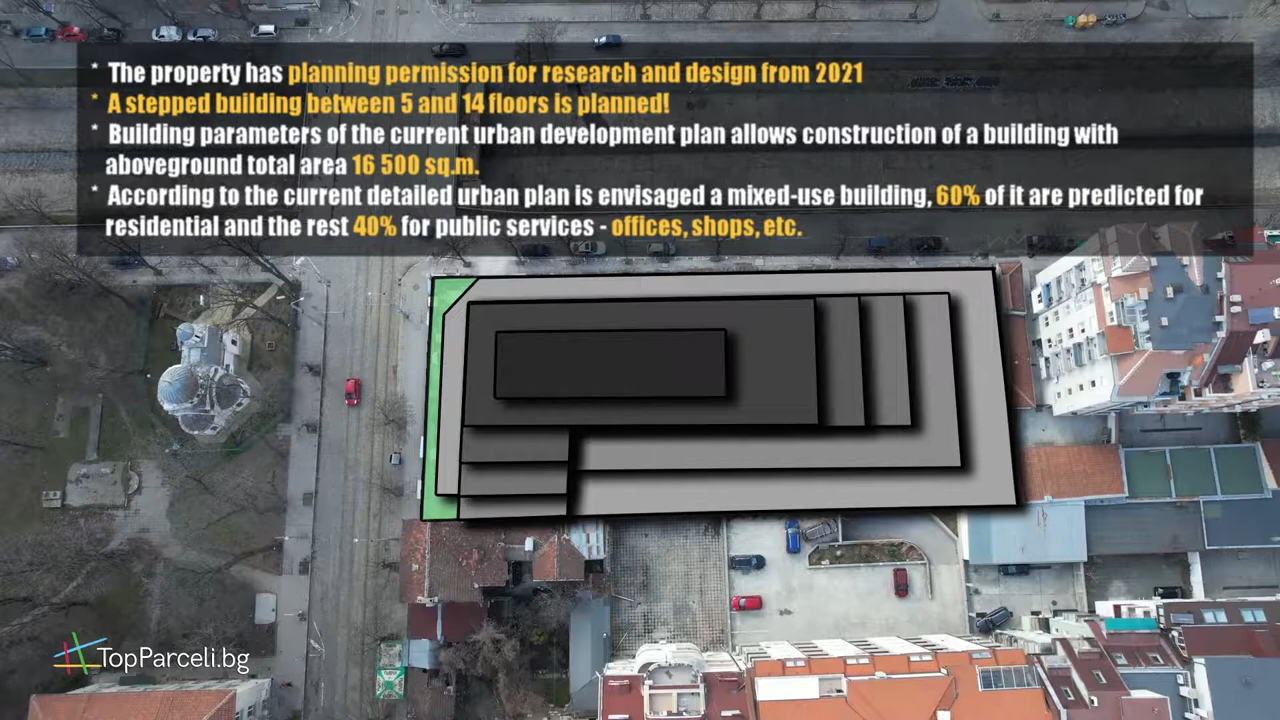 * The property has planning permission for research and design from 2021
* A stepped building between 5 and 14 floors is planned!
* Building parameters of the current urban development plan allows construction of a building with
aboveground total area 16 500 sq.m.
* According to the current detailed urban plan is envisaged a mixed-use building, 60% of it are predicted for
residential and the rest 40% for public services - offices, shops, etc.
TopParceli.bg